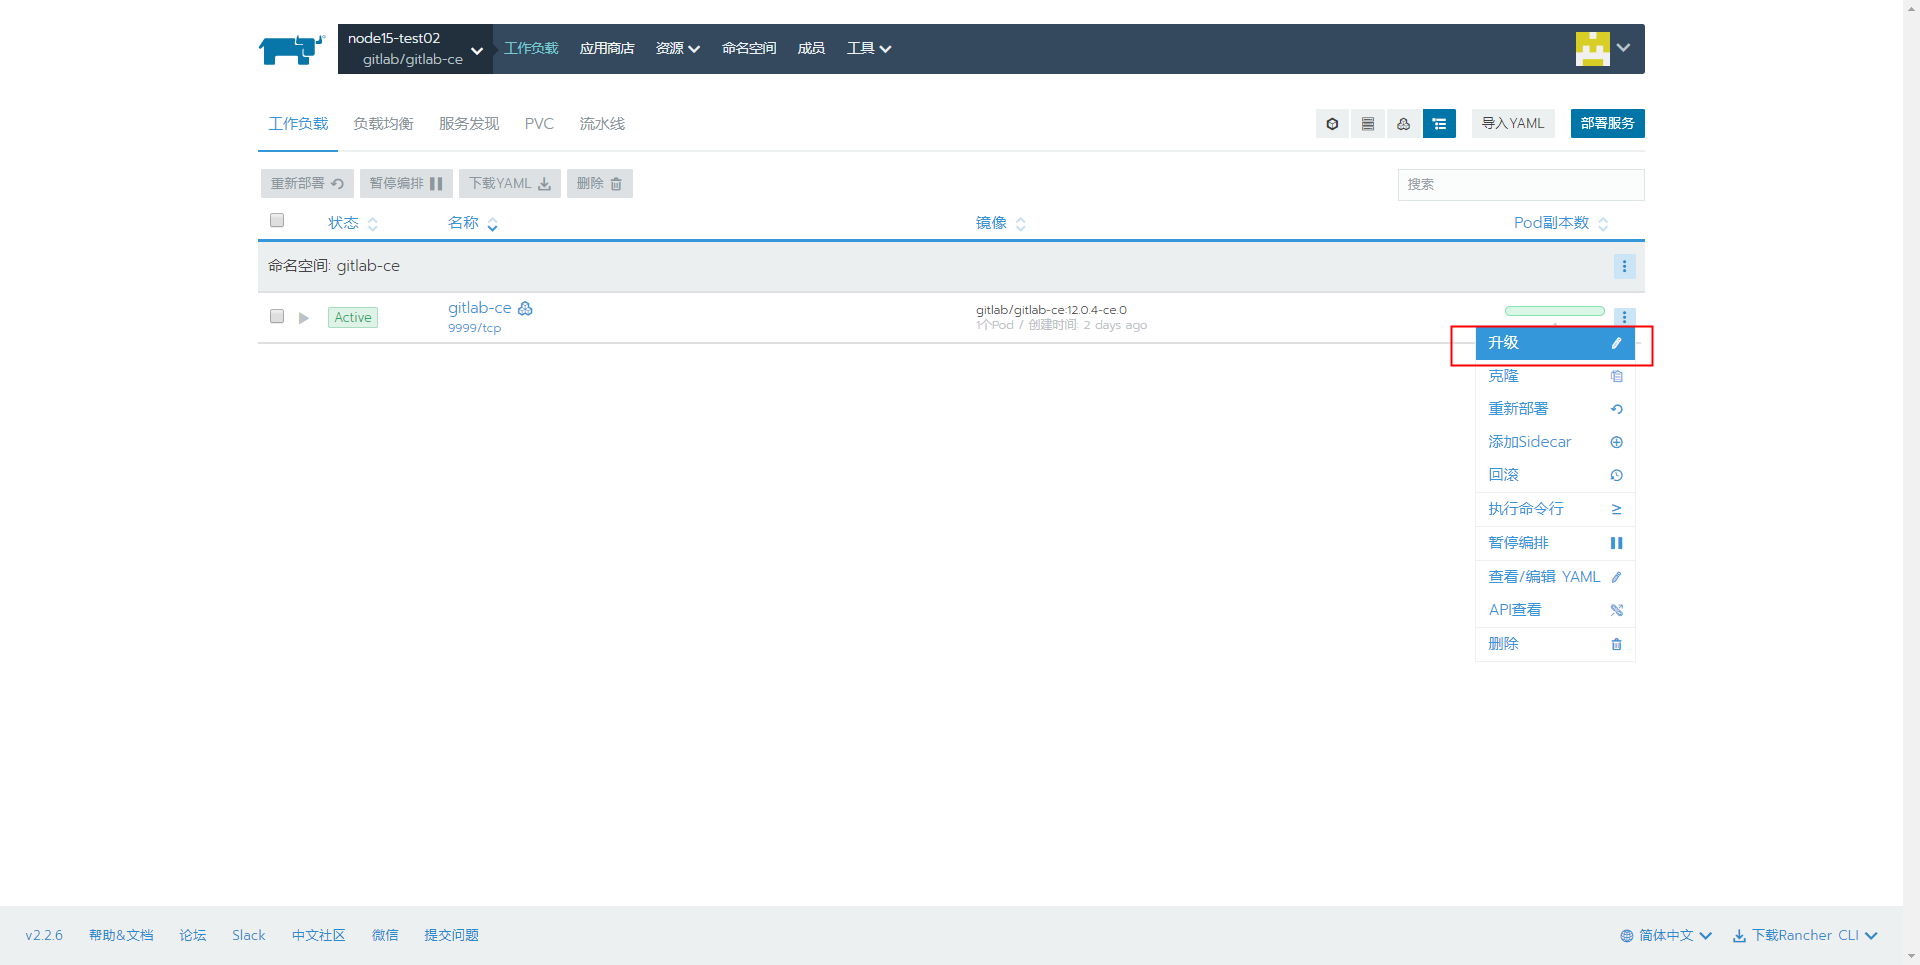 node15-test02
gitlab/gitlab-ce
工作负载 应用商店 资源 命名空间 成员 工具
工作负载 负载均衡 服务发现 PVC 流水线
导入YAML 部署服务
重新部署 暂停编排 下载YAML 删除
搜索
状态 名称 镜像 Pod副本数
命名空间: gitlab-ce
Active
gitlab-ce
9999/tcp
gitlab/gitlab-ce:12.0.4-ce.0
1个Pod / 创建时间: 2 days ago
升级
克隆
重新部署
添加Sidecar
回滚
执行命令行
暂停编排
查看/编辑 YAML
API查看
删除
v2.2.6 帮助&文档 论坛 Slack 中文社区 微信 提交问题 简体中文 下载Rancher CLI